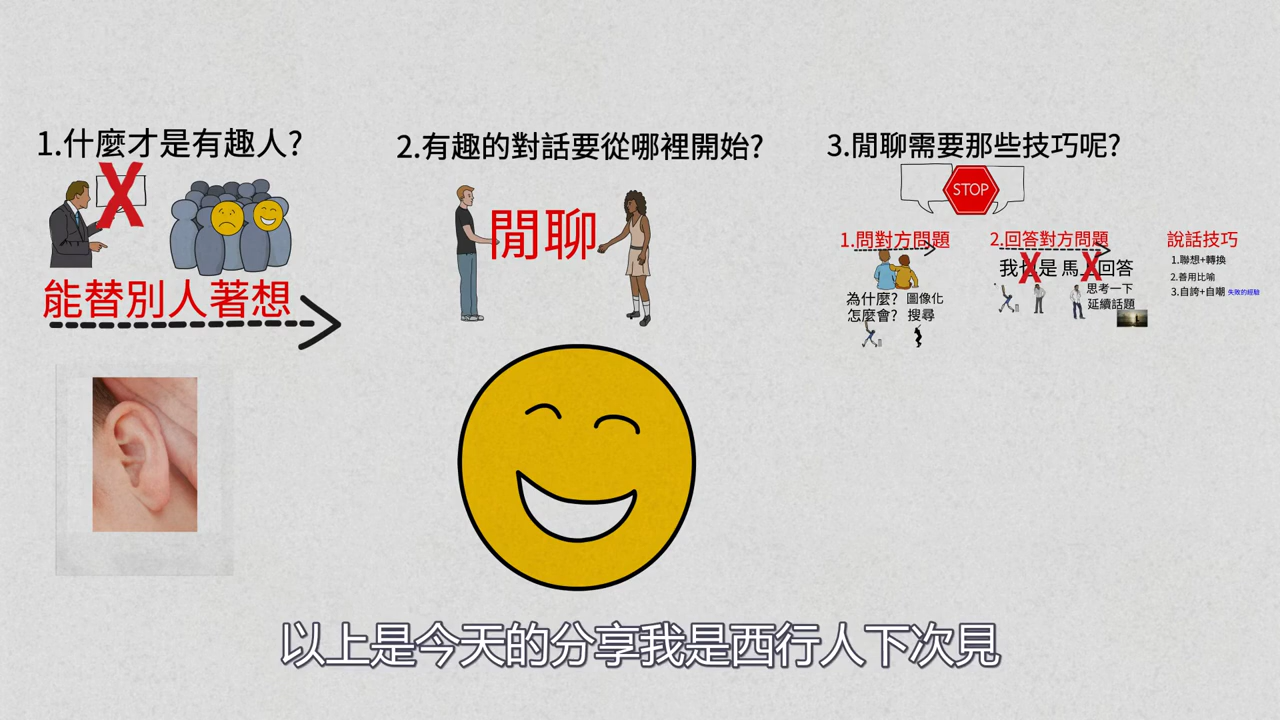 1.什麼才是有趣人?
X
能替別人著想
2.有趣的對話要從哪裡開始?
閒聊
3.閒聊需要那些技巧呢?
STOP
1.問對方問題
為什麼? 圖像化
怎麼會? 搜尋
2.回答對方問題
我也是 馬上回答
X X
思考一下
延續話題
說話技巧
1.聯想+轉換
2.善用比喻
3.自誇+自嘲 失敗的經驗
以上是今天的分享我是西行人下次見